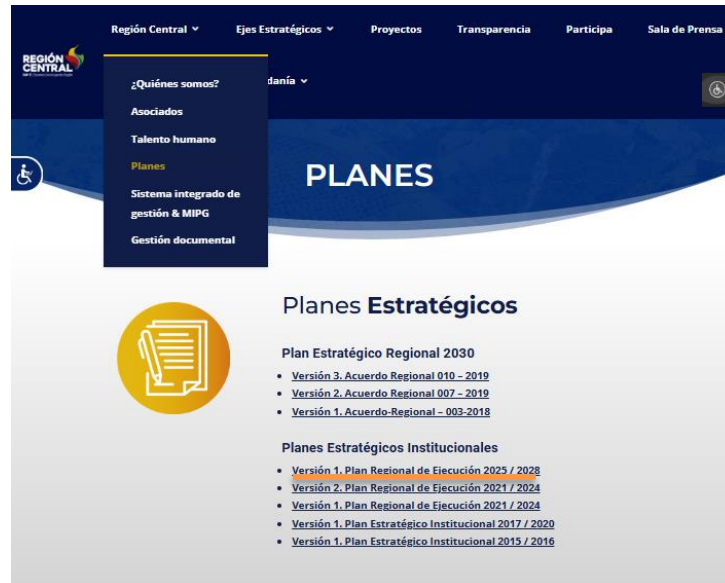 Región Central
Ejes Estratégicos
Proyectos
Transparencia
Participa
Sala de Prensa
REGIÓN
CENTRAL
danía
¿Quiénes somos?
Asociados
Talento humano
Planes
Sistema integrado de
gestión & MIPG
Gestión documental
PLANES
Planes Estratégicos
Plan Estratégico Regional 2030
Versión 3. Acuerdo Regional 010 – 2019
Versión 2. Acuerdo Regional 007 – 2019
Versión 1. Acuerdo-Regional – 003-2018
Planes Estratégicos Institucionales
Versión 1. Plan Regional de Ejecución 2025 / 2028
Versión 2. Plan Regional de Ejecución 2021 / 2024
Versión 1. Plan Regional de Ejecución 2021 / 2024
Versión 1. Plan Estratégico Institucional 2017 / 2020
Versión 1. Plan Estratégico Institucional 2015 / 2016